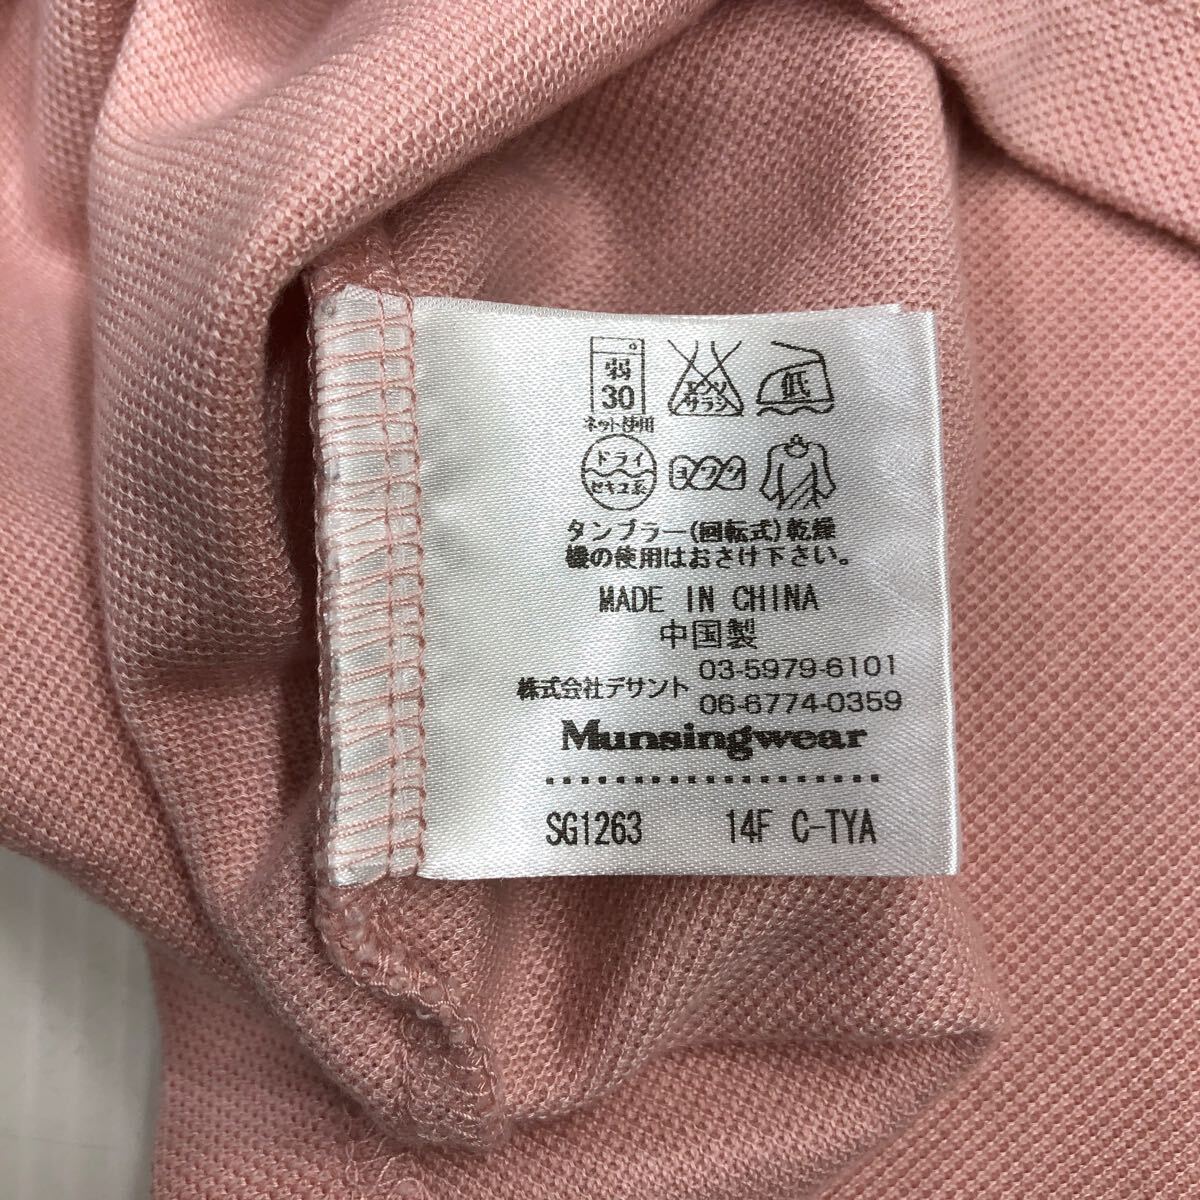 弱
30
ネット使用
エンソ
サラシ
低
ドライ
セキユ系
ヨワク
タンブラー(回転式)乾燥
機の使用はおさけ下さい。
MADE IN CHINA
中国製
株式会社デサント
03-5979-6101
06-6774-0359
Munsingwear
SG1263 14F C-TYA